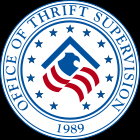 OFFICE OF THRIFT SUPERVISION
1989